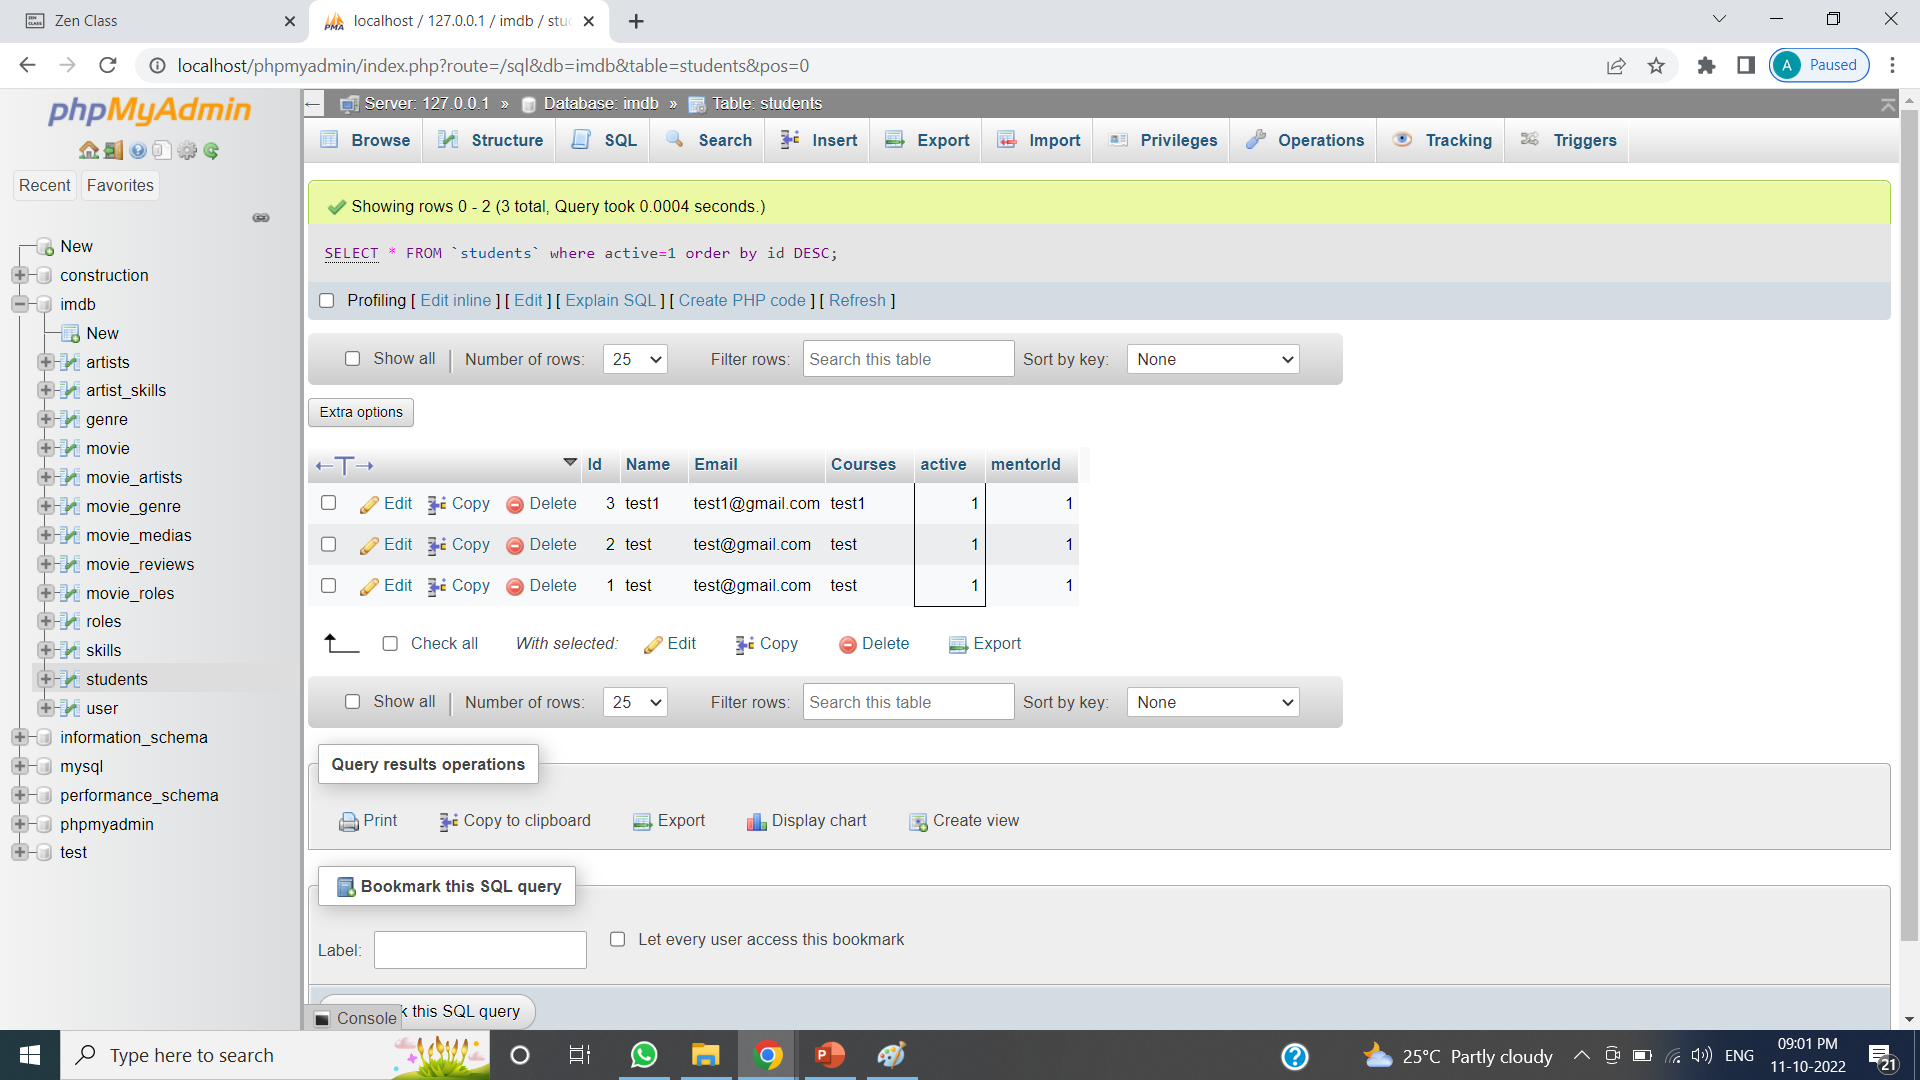 Zen Class
localhost / 127.0.0.1 / imdb / stu
localhost/phpmyadmin/index.php?route=/sql&db=imdb&table=students&pos=0
A Paused
phpMyAdmin
Recent Favorites
New
construction
imdb
New
artists
artist_skills
genre
movie
movie_artists
movie_genre
movie_medias
movie_reviews
movie_roles
roles
skills
students
user
information_schema
mysql
performance_schema
phpmyadmin
test
Server: 127.0.0.1 » Database: imdb » Table: students
Browse Structure SQL Search Insert Export Import Privileges Operations Tracking Triggers
Showing rows 0 - 2 (3 total, Query took 0.0004 seconds.)
SELECT * FROM `students` where active=1 order by id DESC;
Profiling [ Edit inline ] [ Edit ] [ Explain SQL ] [ Create PHP code ] [ Refresh ]
Show all Number of rows: 25 Filter rows: Search this table Sort by key: None
Extra options
Id Name Email Courses active mentorId
Edit Copy Delete 3 test1 test1@gmail.com test1 1 1
Edit Copy Delete 2 test test@gmail.com test 1 1
Edit Copy Delete 1 test test@gmail.com test 1 1
Check all With selected: Edit Copy Delete Export
Show all Number of rows: 25 Filter rows: Search this table Sort by key: None
Query results operations
Print Copy to clipboard Export Display chart Create view
Bookmark this SQL query
Label: Let every user access this bookmark
k this SQL query
Console
Type here to search
25°C Partly cloudy ENG
09:01 PM
11-10-2022
21